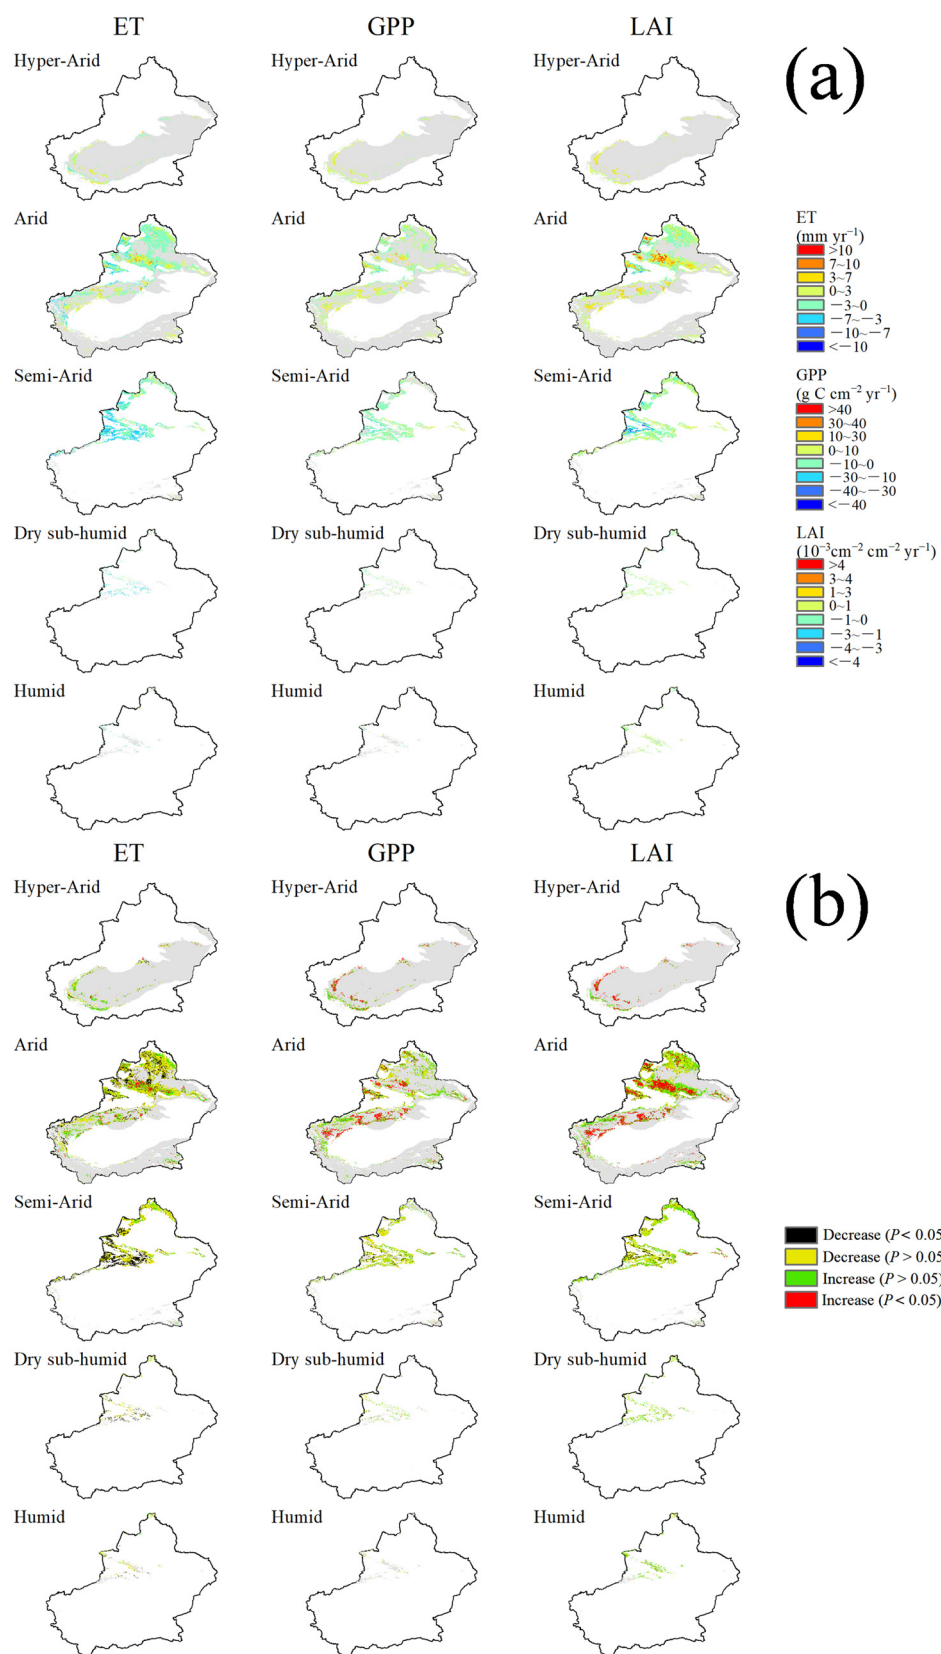 ET GPP LAI
Hyper-Arid Hyper-Arid Hyper-Arid (a)
Arid Arid Arid
ET
(mm yr⁻¹)
>10
7~10
3~7
0~3
−3~0
−7~−3
−10~−7
<−10
Semi-Arid Semi-Arid Semi-Arid
GPP
(g C cm⁻² yr⁻¹)
>40
30~40
10~30
0~10
−10~0
−30~−10
−40~−30
<−40
Dry sub-humid Dry sub-humid Dry sub-humid
LAI
(10⁻³cm⁻² cm⁻² yr⁻¹)
>4
3~4
1~3
0~1
−1~0
−3~−1
−4~−3
<−4
Humid Humid Humid
ET GPP LAI
Hyper-Arid Hyper-Arid Hyper-Arid (b)
Arid Arid Arid
Semi-Arid Semi-Arid Semi-Arid
Decrease (P < 0.05
Decrease (P > 0.05
Increase (P > 0.05)
Increase (P < 0.05)
Dry sub-humid Dry sub-humid Dry sub-humid
Humid Humid Humid